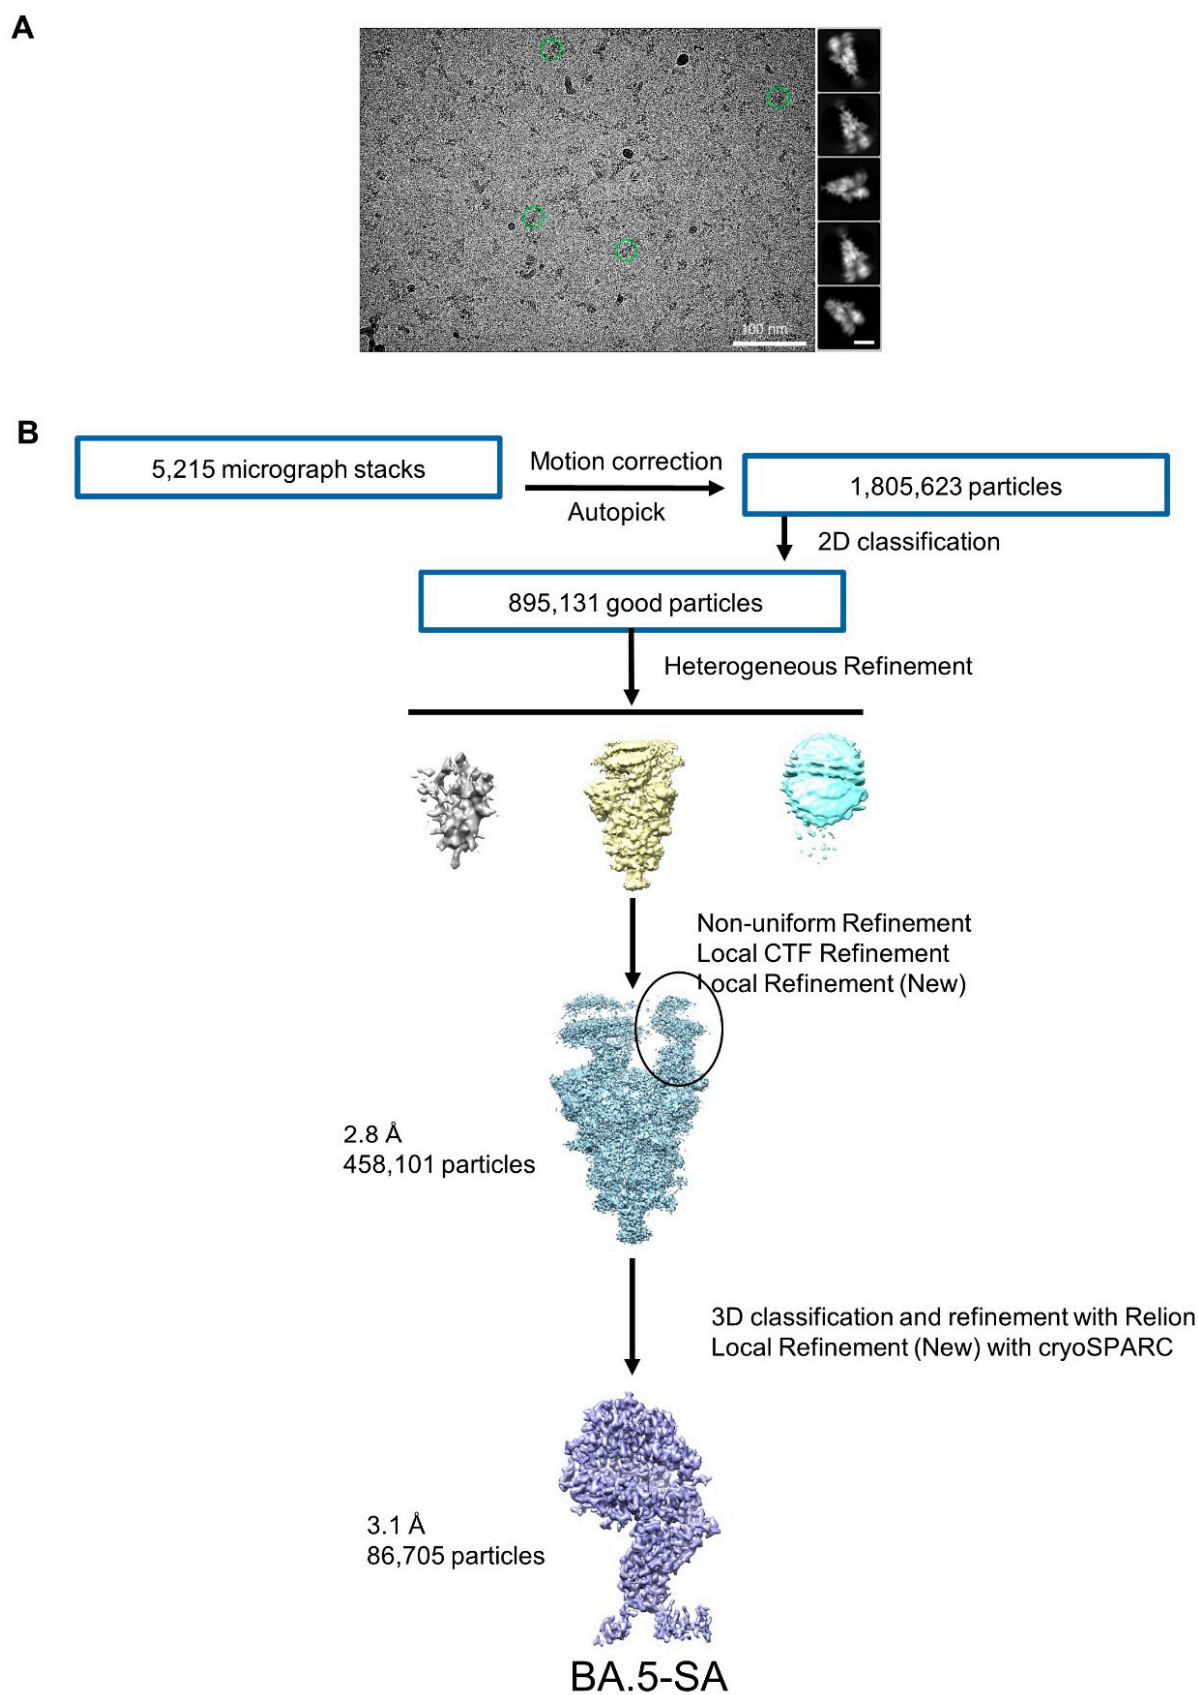 A
100 nm
B
5,215 micrograph stacks
Motion correction
Autopick
1,805,623 particles
2D classification
895,131 good particles
Heterogeneous Refinement
Non-uniform Refinement
Local CTF Refinement
Local Refinement (New)
2.8 Å
458,101 particles
3D classification and refinement with Relion
Local Refinement (New) with cryoSPARC
3.1 Å
86,705 particles
BA.5-SA